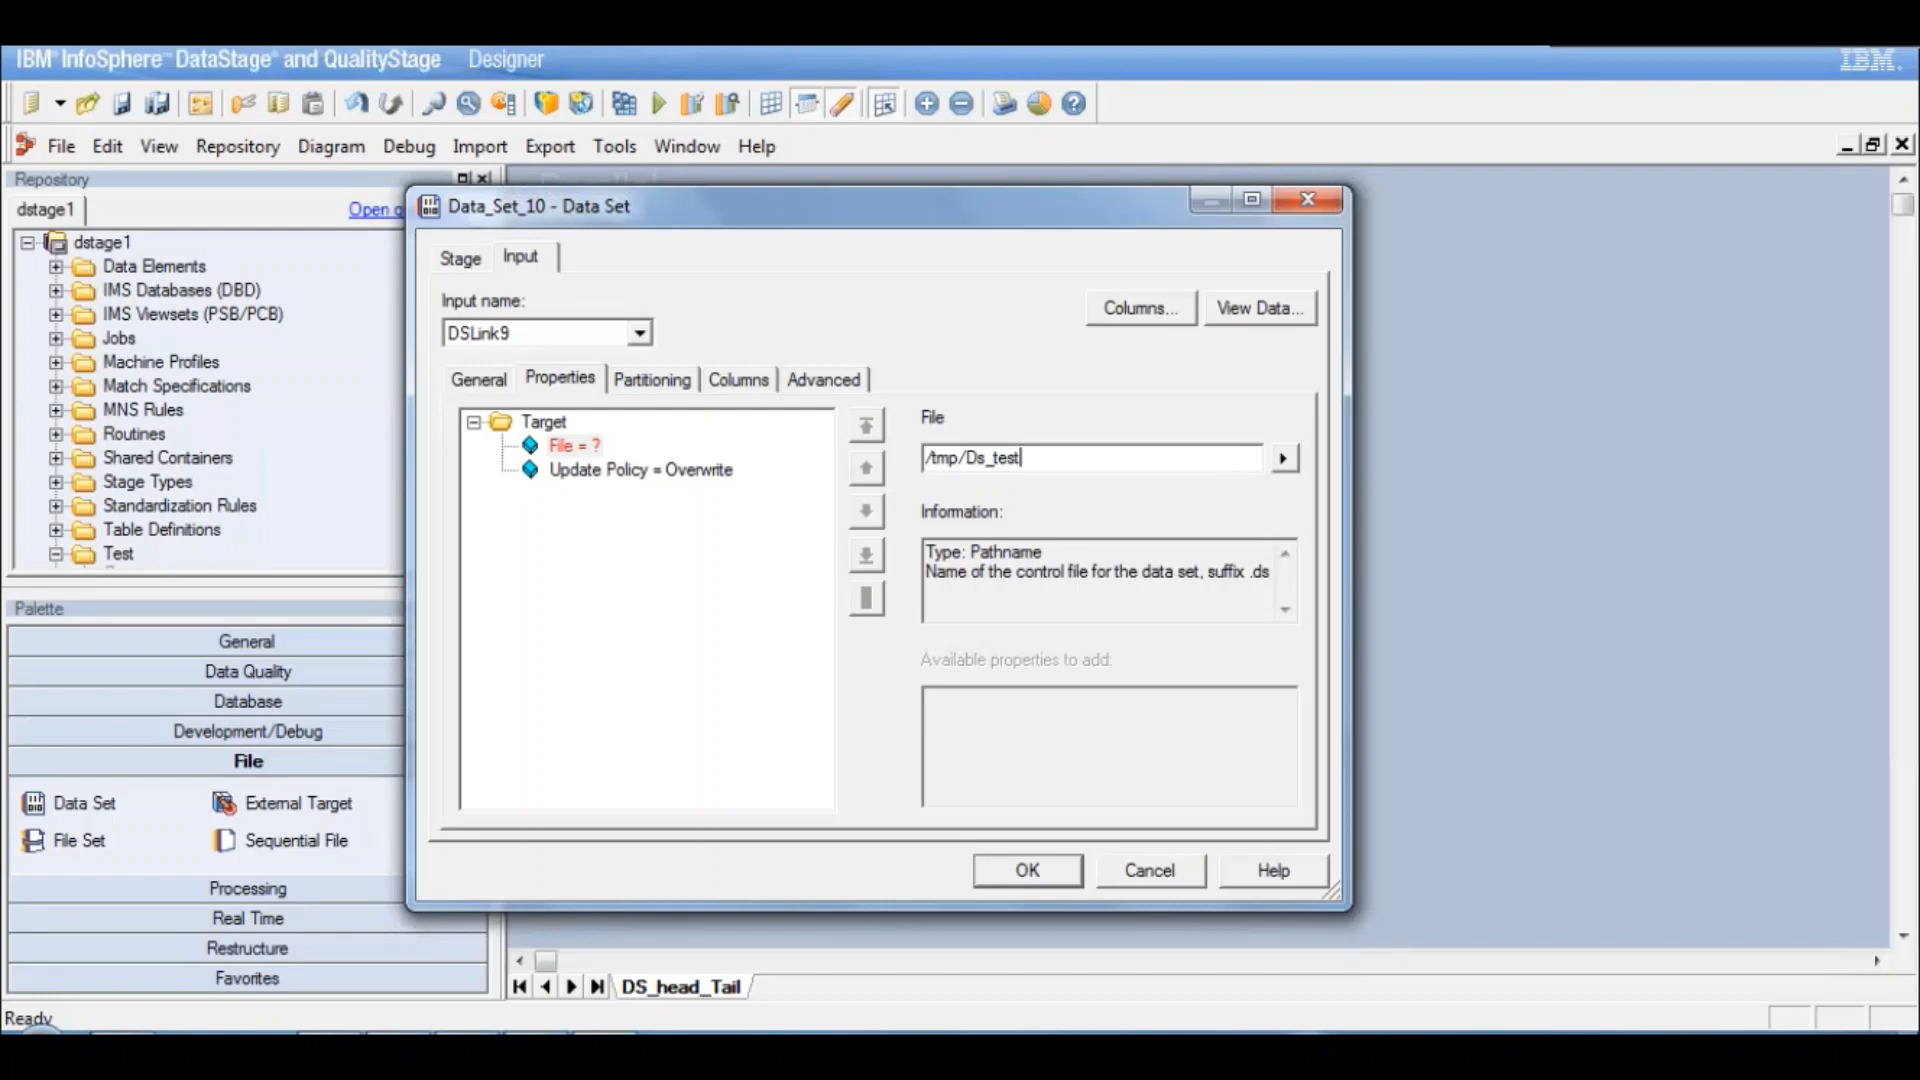 IBM InfoSphere™ DataStage® and QualityStage Designer
IBM.
File Edit View Repository Diagram Debug Import Export Tools Window Help
Repository
dstage1
Open
dstage1
Data Elements
IMS Databases (DBD)
IMS Viewsets (PSB/PCB)
Jobs
Machine Profiles
Match Specifications
MNS Rules
Routines
Shared Containers
Stage Types
Standardization Rules
Table Definitions
Test
Palette
General
Data Quality
Database
Development/Debug
File
Data Set External Target
File Set Sequential File
Processing
Real Time
Restructure
Favorites
Ready
Data_Set_10 - Data Set
Stage Input
Input name:
DSLink9
Columns... View Data...
General Properties Partitioning Columns Advanced
Target
File = ?
Update Policy = Overwrite
File
/tmp/Ds_test
Information:
Type: Pathname
Name of the control file for the data set, suffix .ds
Available properties to add:
OK Cancel Help
DS_head_Tail